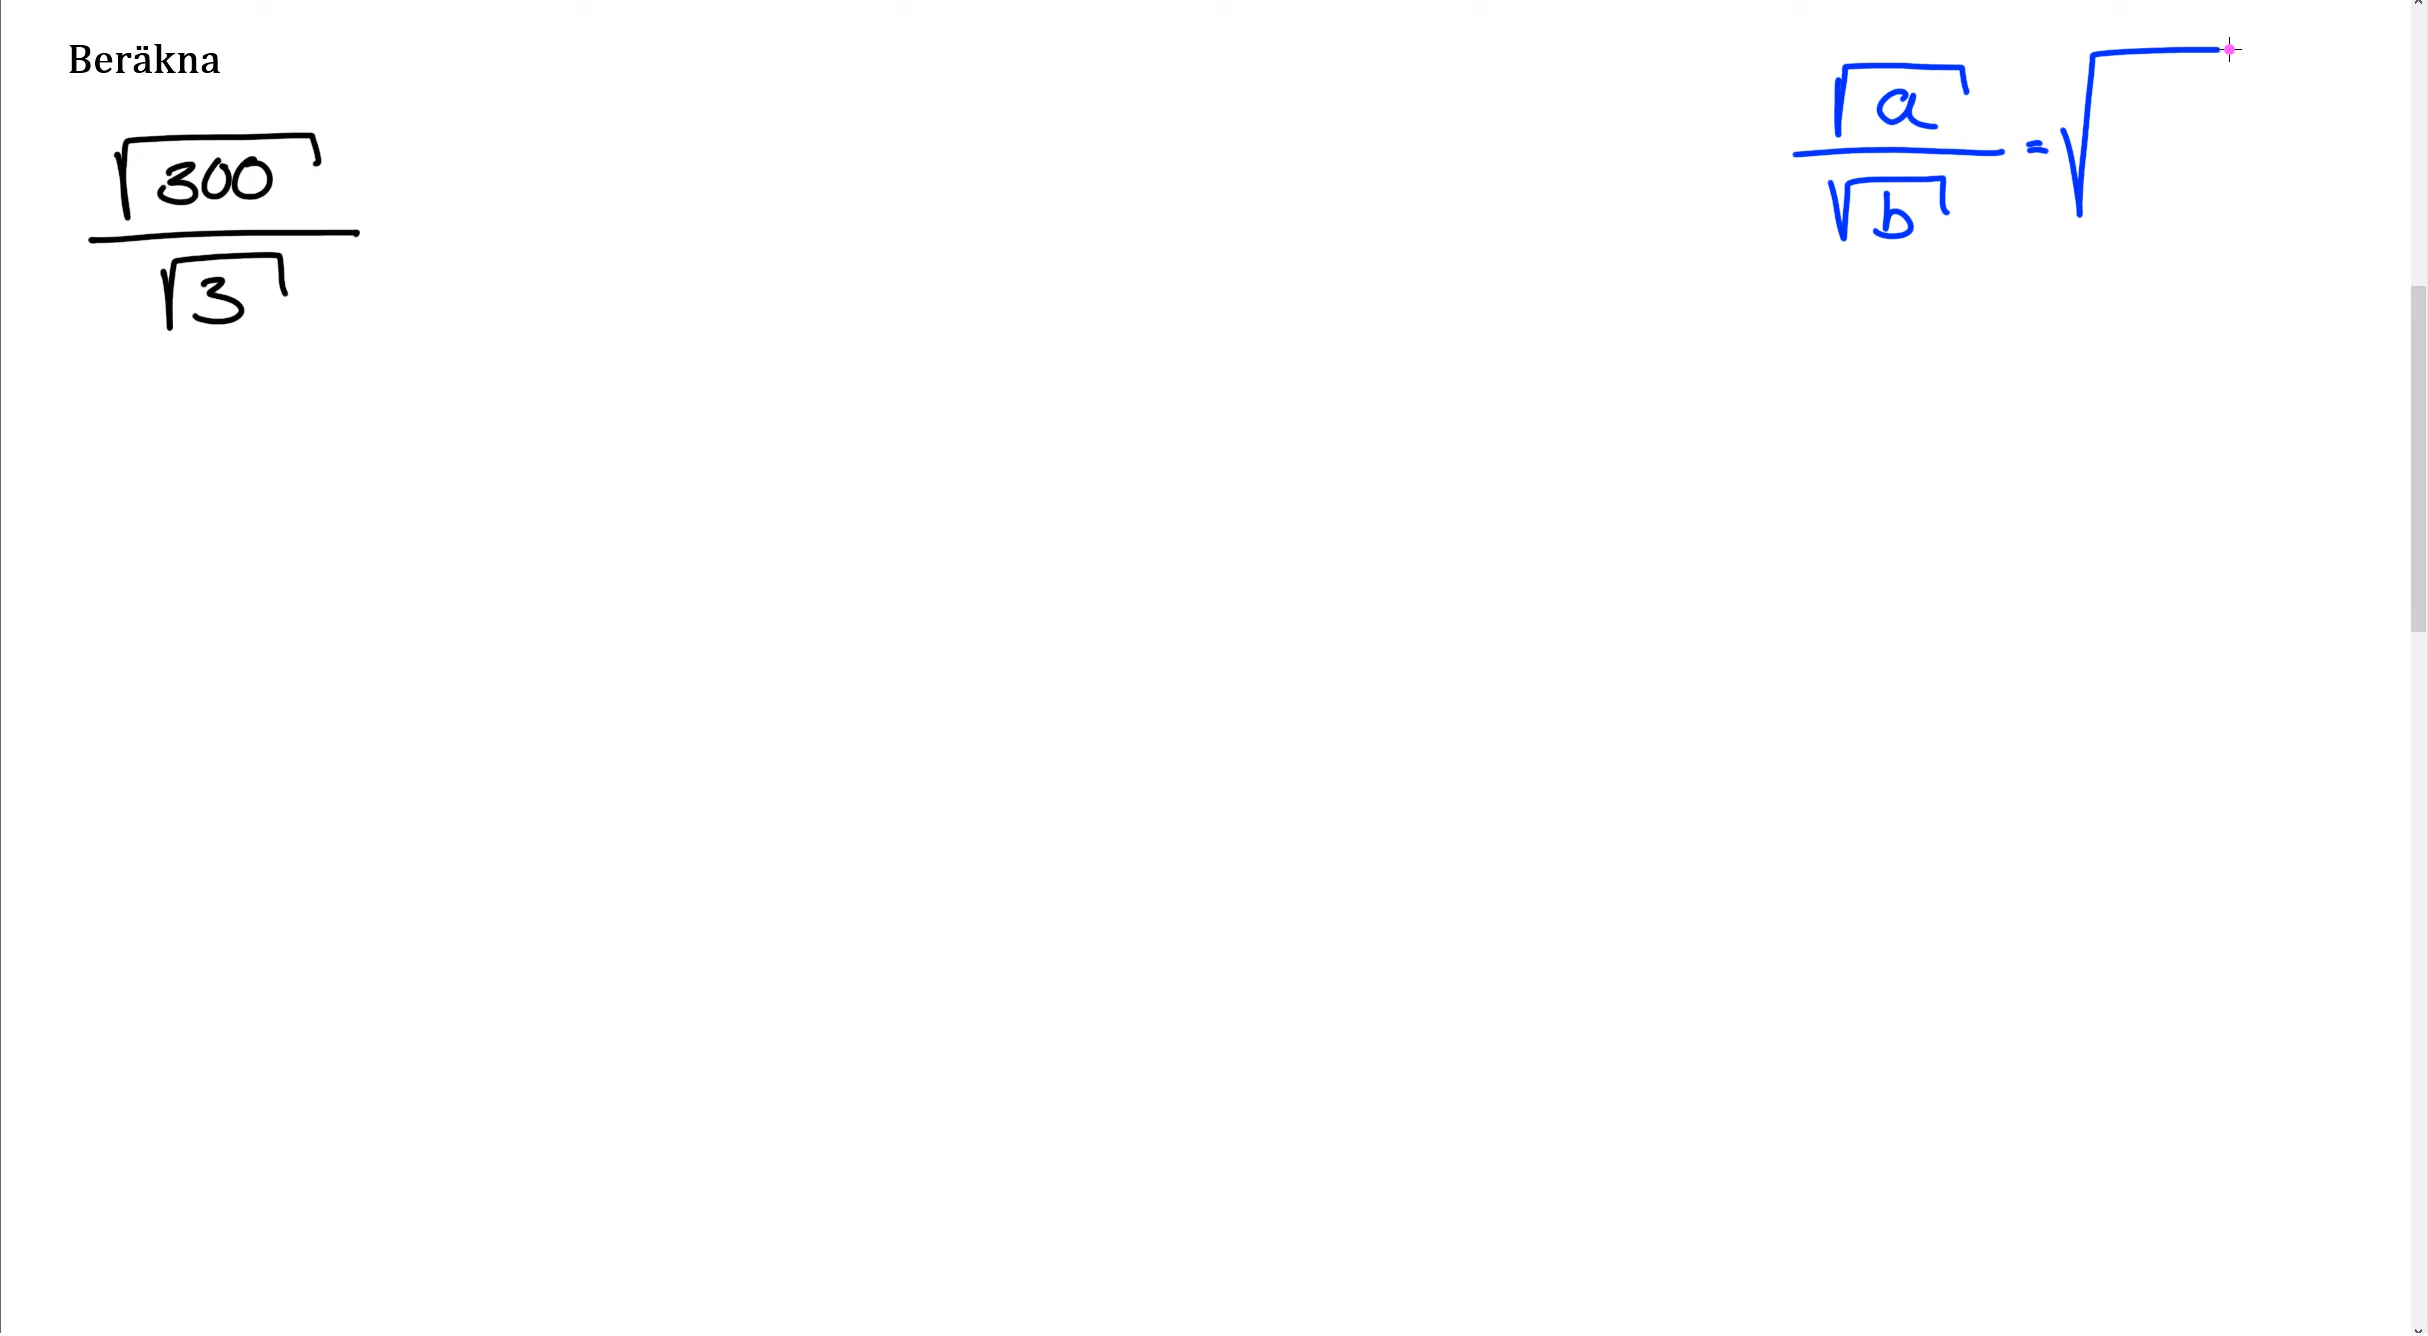 Beräkna
√300 / √3
√a / √b = √